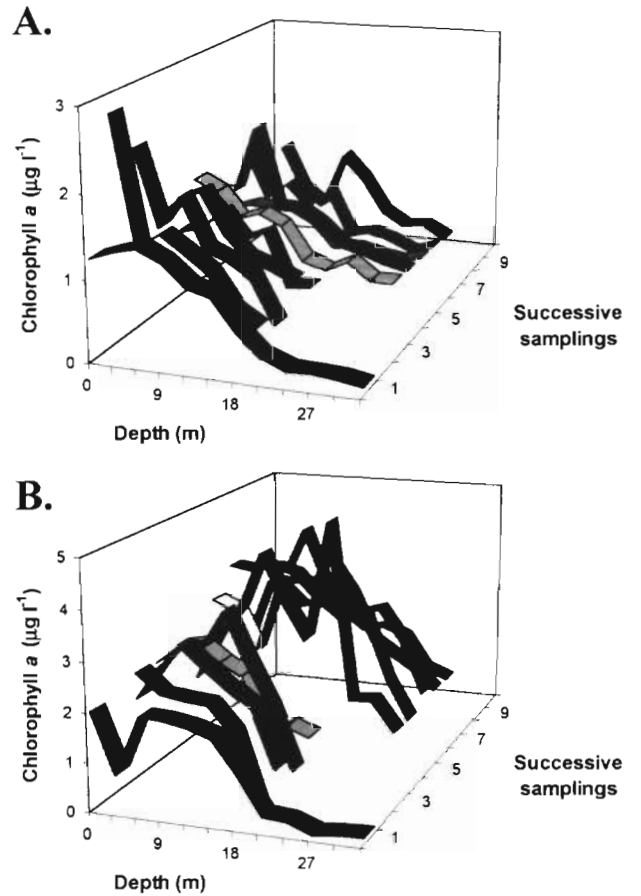 A.
Chlorophyll a (µg l⁻¹)
3
2
1
0
0
9
18
27
Depth (m)
1
3
5
7
9
Successive
samplings
B.
Chlorophyll a (µg l⁻¹)
5
4
3
2
1
0
0
9
18
27
Depth (m)
1
3
5
7
9
Successive
samplings